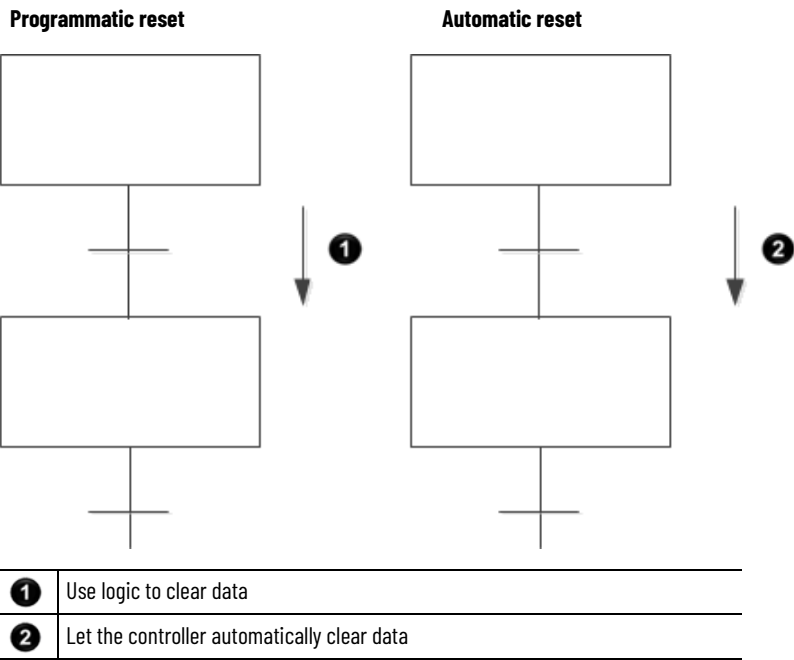 Programmatic reset
Automatic reset
1
2
1 Use logic to clear data
2 Let the controller automatically clear data